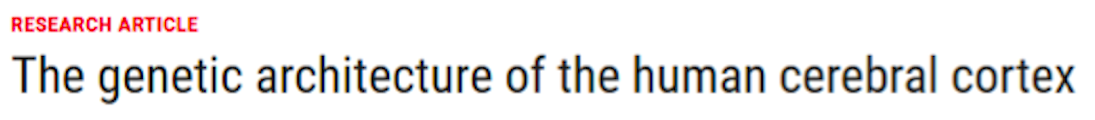 RESEARCH ARTICLE
The genetic architecture of the human cerebral cortex